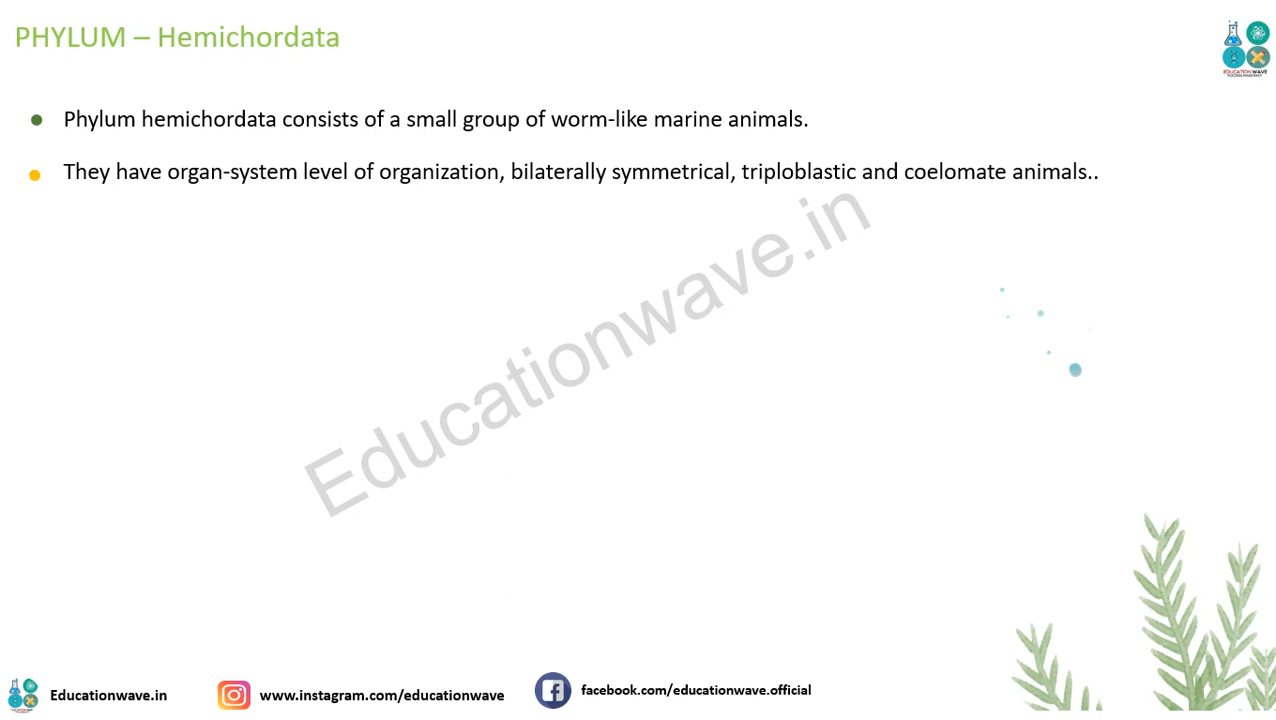 PHYLUM – Hemichordata
EDUCATION WAVE
Phylum hemichordata consists of a small group of worm-like marine animals.
They have organ-system level of organization, bilaterally symmetrical, triploblastic and coelomate animals..
Educationwave.in
Educationwave.in
www.instagram.com/educationwave
facebook.com/educationwave.official